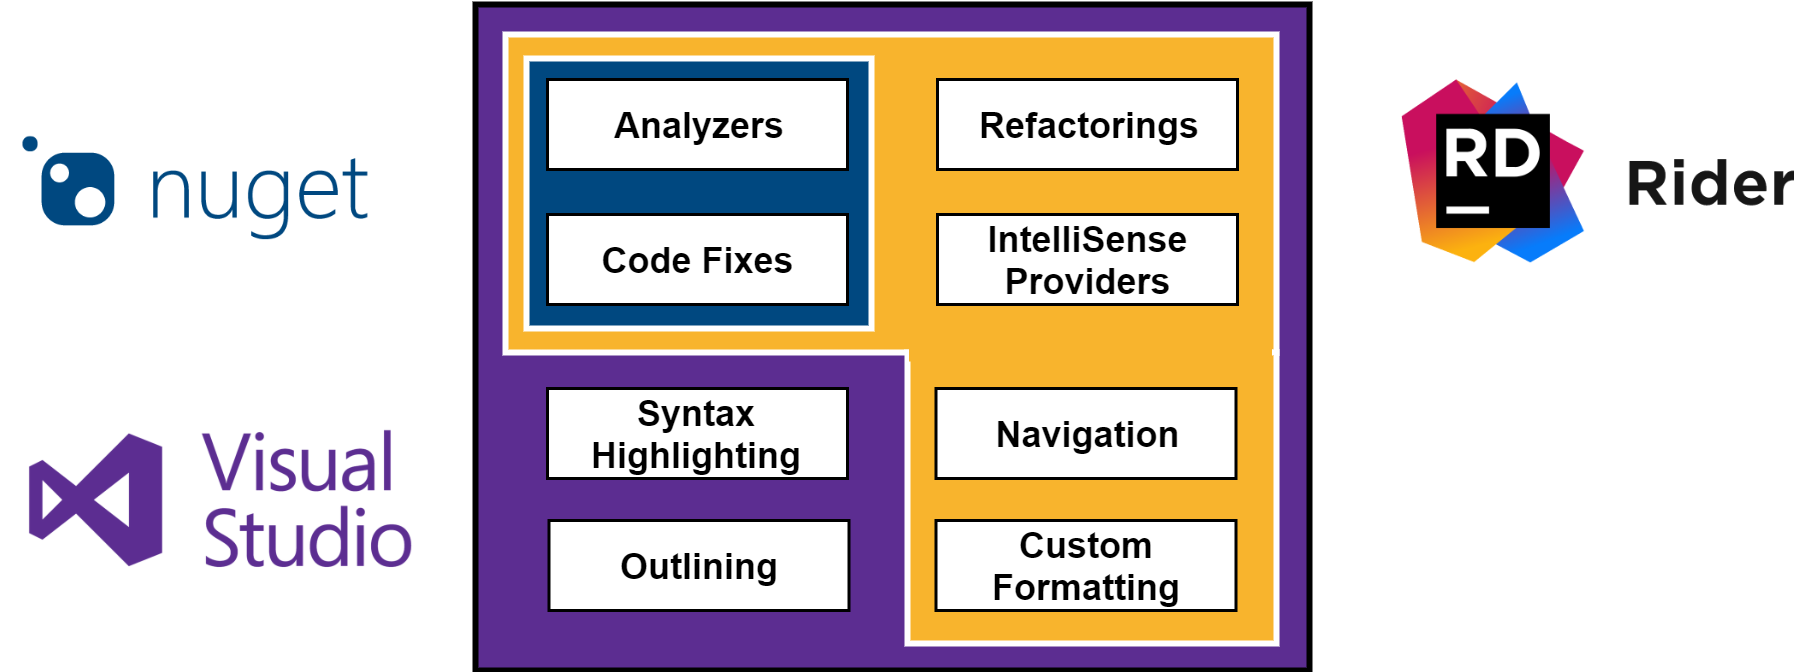 nuget
Visual
Studio
Analyzers
Refactorings
Code Fixes
IntelliSense
Providers
Syntax
Highlighting
Navigation
Outlining
Custom
Formatting
RD
Rider